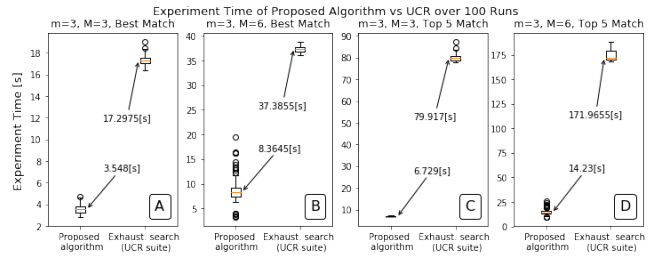 Experiment Time of Proposed Algorithm vs UCR over 100 Runs
m=3, M=3, Best Match
m=3, M=6, Best Match
m=3, M=3, Top 5 Match
m=3, M=6, Top 5 Match
Experiment Time [s]
18
16
14
12
10
8
6
4
2
17.2975[s]
3.548[s]
A
Proposed
algorithm
Exhaust. search
(UCR suite)
40
35
30
25
20
15
10
5
37.3855[s]
8.3645[s]
B
Proposed
algorithm
Exhaust. search
(UCR suite)
90
80
70
60
50
40
30
20
10
79.917[s]
6.729[s]
C
Proposed
algorithm
Exhaust. search
(UCR suite)
175
150
125
100
75
50
25
0
171.9655[s]
14.23[s]
D
Proposed
algorithm
Exhaust. search
(UCR suite)